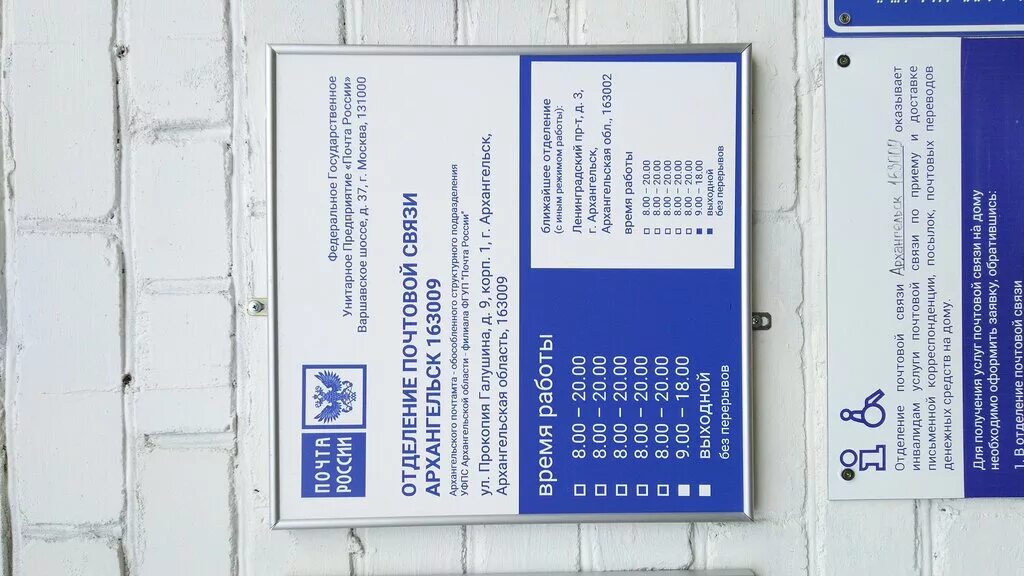 ПОЧТА
РОССИИ
Федеральное Государственное
Унитарное Предприятие «Почта России»
Варшавское шоссе, д. 37, г. Москва, 131000
ОТДЕЛЕНИЕ ПОЧТОВОЙ СВЯЗИ
АРХАНГЕЛЬСК 163009
Архангельского почтамта - обособленного структурного подразделения
УФПС Архангельской области - филиала ФГУП "Почта России"
ул. Прокопия Галушина, д. 9, корп. 1, г. Архангельск,
Архангельская область, 163009
время работы
8.00 – 20.00
8.00 – 20.00
8.00 – 20.00
8.00 – 20.00
8.00 – 20.00
9.00 – 18.00
выходной
без перерывов
ближайшее отделение
(с иным режимом работы):
Ленинградский пр-т, д. 3,
г. Архангельск,
Архангельская обл., 163002
время работы
8.00 – 20.00
8.00 – 20.00
8.00 – 20.00
8.00 – 20.00
8.00 – 20.00
9.00 – 18.00
выходной
без перерывов
Отделение почтовой связи Архангельск 163009 оказывает
инвалидам услуги почтовой связи по приему и доставке
письменной корреспонденции, посылок, почтовых переводов
денежных средств на дому.
Для получения услуг почтовой связи на дому
необходимо оформить заявку, обратившись:
1. В отделение почтовой связи